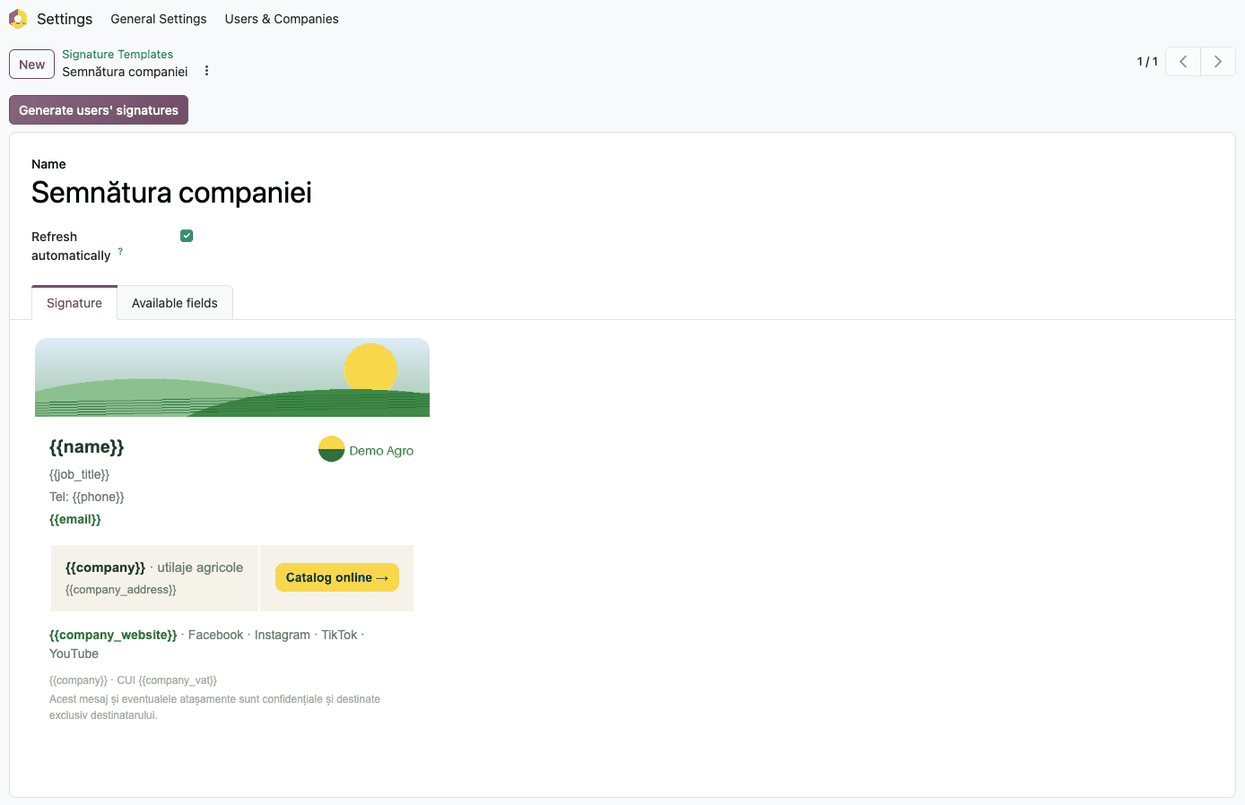 Settings General Settings Users & Companies
New
Signature Templates
Semnătura companiei
1 / 1
Generate users' signatures
Name
Semnătura companiei
Refresh
automatically ?
Signature Available fields
{{name}}
Demo Agro
{{job_title}}
Tel: {{phone}}
{{email}}
{{company}} · utilaje agricole
{{company_address}}
Catalog online →
{{company_website}} · Facebook · Instagram · TikTok ·
YouTube
{{company}} · CUI {{company_vat}}
Acest mesaj și eventualele atașamente sunt confidențiale și destinate
exclusiv destinatarului.